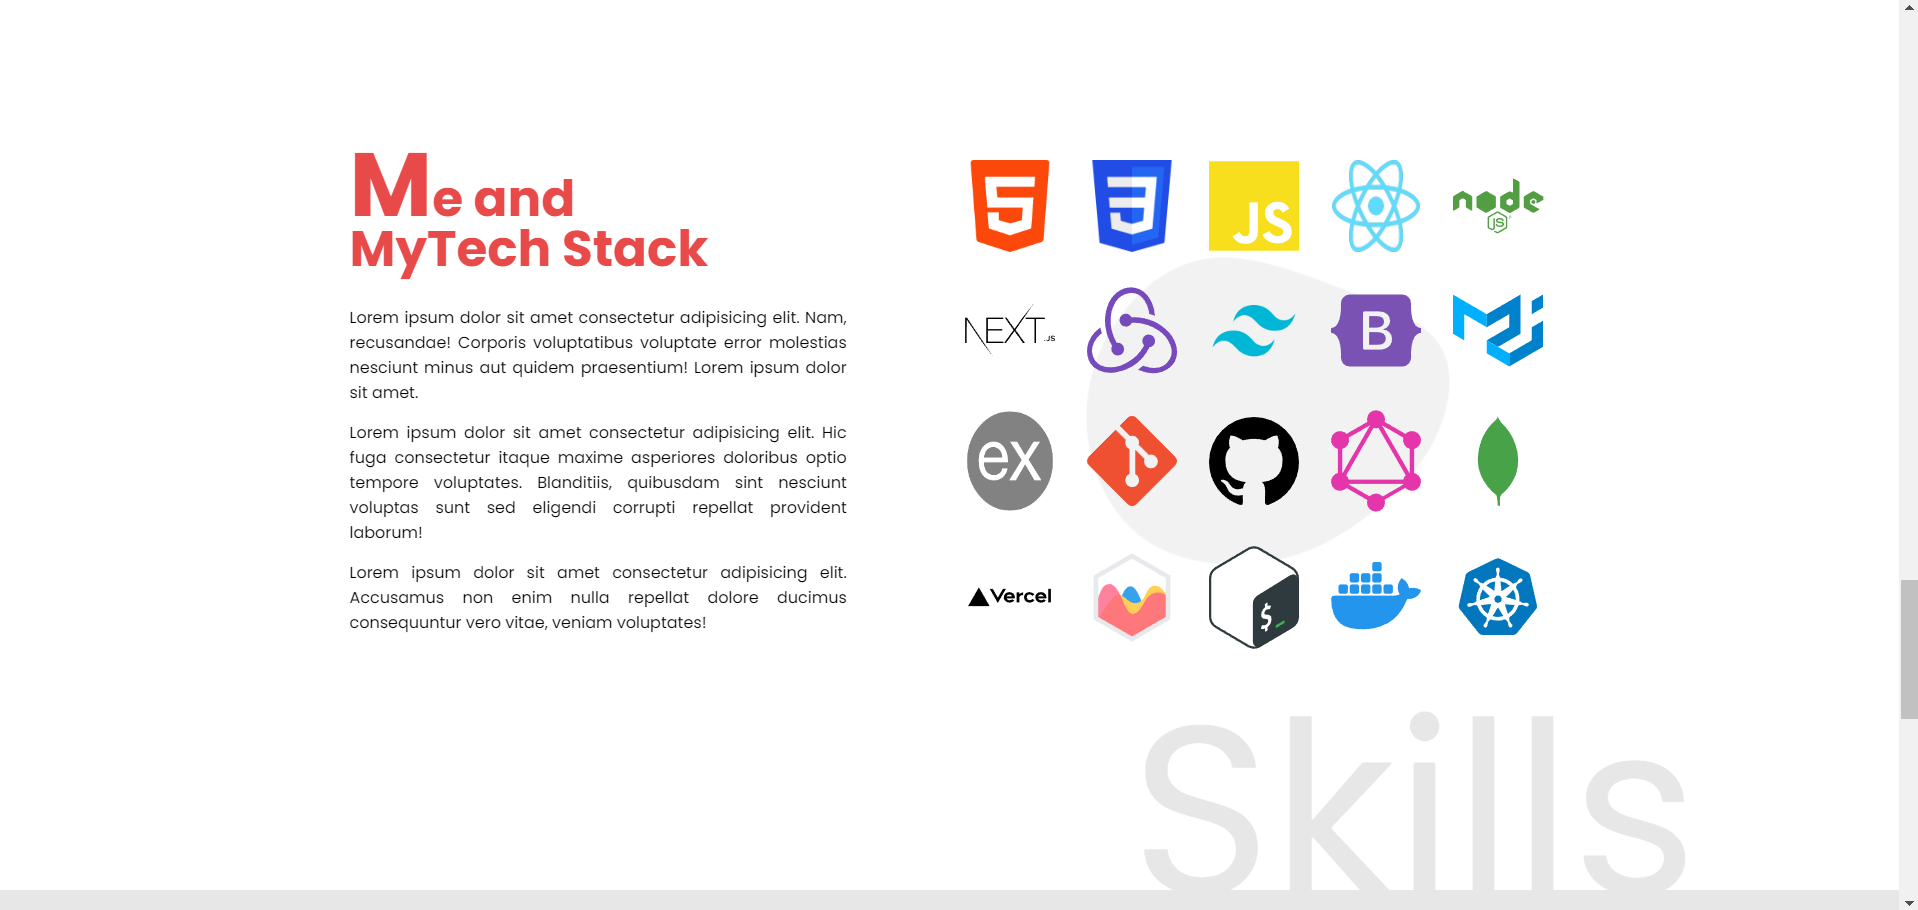 Me and
MyTech Stack
Lorem ipsum dolor sit amet consectetur adipisicing elit. Nam,
recusandae! Corporis voluptatibus voluptate error molestias
nesciunt minus aut quidem praesentium! Lorem ipsum dolor
sit amet.
Lorem ipsum dolor sit amet consectetur adipisicing elit. Hic
fuga consectetur itaque maxime asperiores doloribus optio
tempore voluptates. Blanditiis, quibusdam sint nesciunt
voluptas sunt sed eligendi corrupti repellat provident
laborum!
Lorem ipsum dolor sit amet consectetur adipisicing elit.
Accusamus non enim nulla repellat dolore ducimus
consequuntur vero vitae, veniam voluptates!
5
3
JS
node
JS
NEXT.JS
B
ex
Vercel
$_
Skills